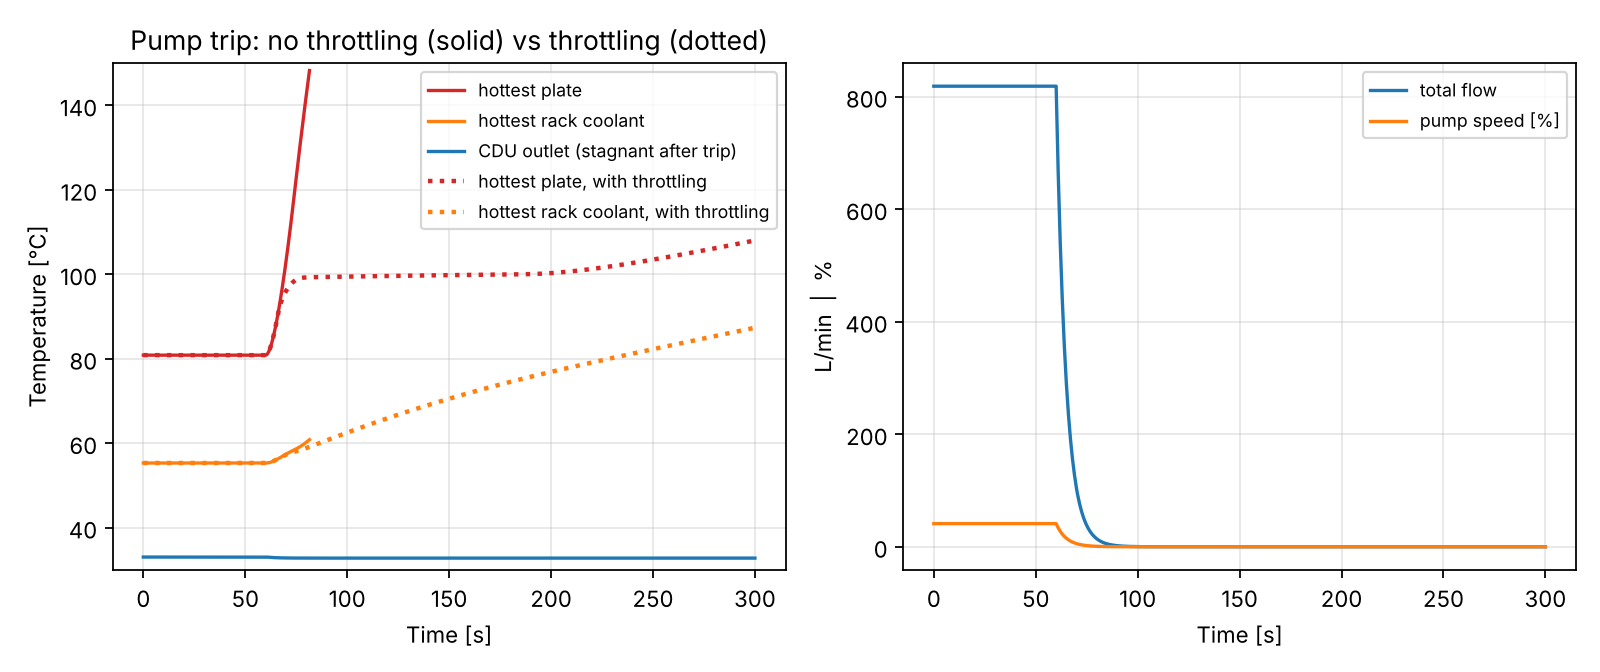 Pump trip: no throttling (solid) vs throttling (dotted)
Temperature [°C]
140
120
100
80
60
40
hottest plate
hottest rack coolant
CDU outlet (stagnant after trip)
hottest plate, with throttling
hottest rack coolant, with throttling
0 50 100 150 200 250 300
Time [s]
L/min | %
800
600
400
200
0
total flow
pump speed [%]
0 50 100 150 200 250 300
Time [s]